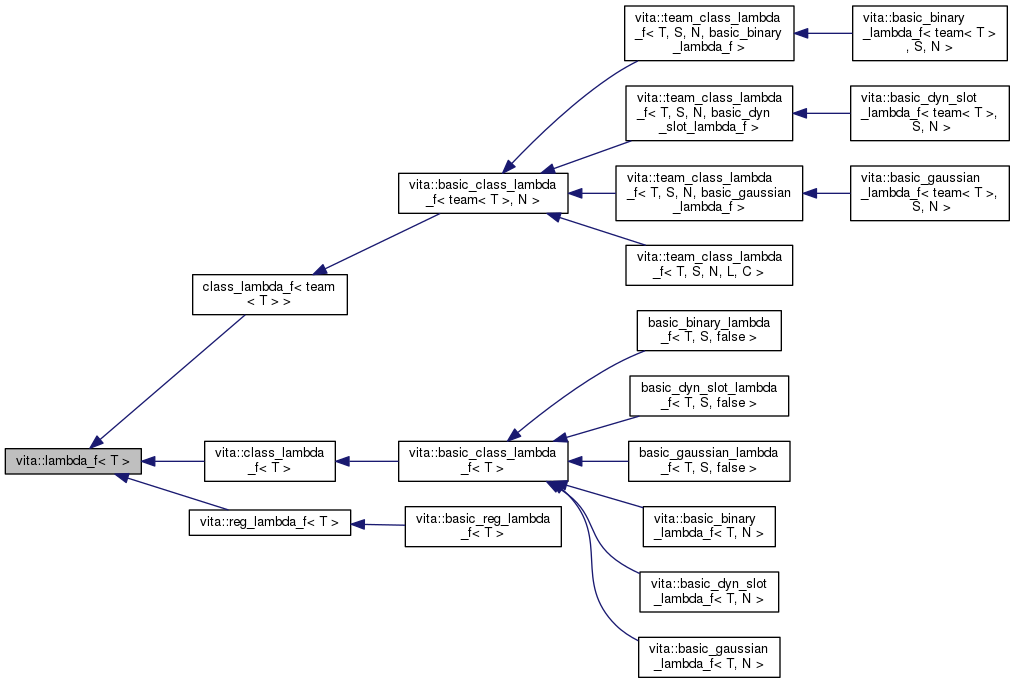 vita::team_class_lambda
_f< T, S, N, basic_binary
_lambda_f >
vita::basic_binary
_lambda_f< team< T >
, S, N >
vita::team_class_lambda
_f< T, S, N, basic_dyn
_slot_lambda_f >
vita::basic_dyn_slot
_lambda_f< team< T >,
S, N >
vita::basic_class_lambda
_f< team< T >, N >
vita::team_class_lambda
_f< T, S, N, basic_gaussian
_lambda_f >
vita::basic_gaussian
_lambda_f< team< T >,
S, N >
vita::team_class_lambda
_f< T, S, N, L, C >
class_lambda_f< team
< T > >
basic_binary_lambda
_f< T, S, false >
basic_dyn_slot_lambda
_f< T, S, false >
vita::lambda_f< T >
vita::class_lambda
_f< T >
vita::basic_class_lambda
_f< T >
basic_gaussian_lambda
_f< T, S, false >
vita::reg_lambda_f< T >
vita::basic_reg_lambda
_f< T >
vita::basic_binary
_lambda_f< T, N >
vita::basic_dyn_slot
_lambda_f< T, N >
vita::basic_gaussian
_lambda_f< T, N >